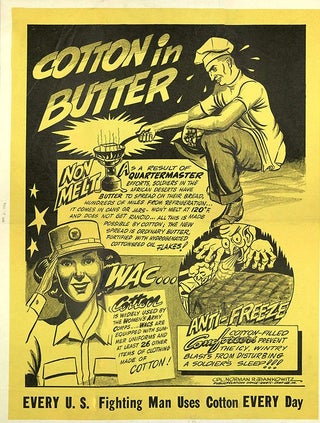 COTTON in
BUTTER
NON
MELT
AS A RESULT OF
QUARTERMASTER
EFFORTS, SOLDIERS IN THE
AFRICAN DESERTS HAVE
BUTTER TO SPREAD ON THEIR BREAD,
HUNDREDS OF MILES FROM REFRIGERATION...
IT COMES IN CANS OR JARS - WON'T MELT AT 120°F.
AND DOES NOT GET RANCID... ALL THIS IS MADE
POSSIBLE BY COTTON; THE NEW
SPREAD IS ORDINARY BUTTER,
FORTIFIED WITH HYDROGENATED
COTTONSEED OIL FLAKES!
WAC...
Cotton
IS WIDELY USED BY
THE WOMEN'S ARMY
CORPS... WACS ARE
EQUIPPED WITH SUM-
MER UNIFORMS AND
AT LEAST 26 OTHER
ITEMS OF CLOTHING
MADE OF
COTTON!
ANTI-FREEZE
COTTON-FILLED
Comforters PREVENT
THE ICY, WINTRY
BLASTS FROM DISTURBING
A SOLDIER'S SLEEP!!!!
CPL. NORMAN R. BIANKOWITZ
EVERY U. S. Fighting Man Uses Cotton EVERY Day